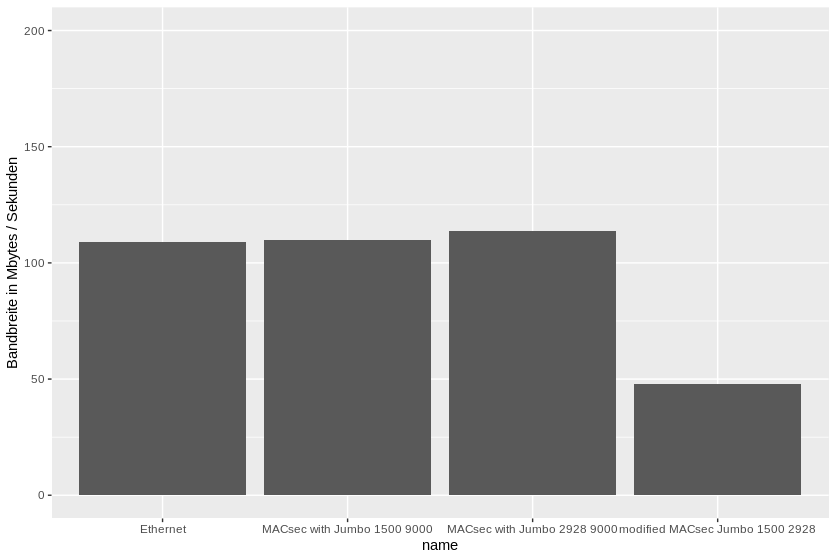 200
150
100
50
0
Bandbreite in Mbytes / Sekunden
Ethernet
MACsec with Jumbo 1500 9000
MACsec with Jumbo 2928 9000
modified MACsec Jumbo 1500 2928
name